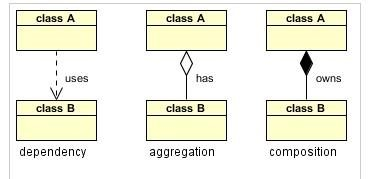 class A class A class A
uses has owns
class B class B class B
dependency aggregation composition